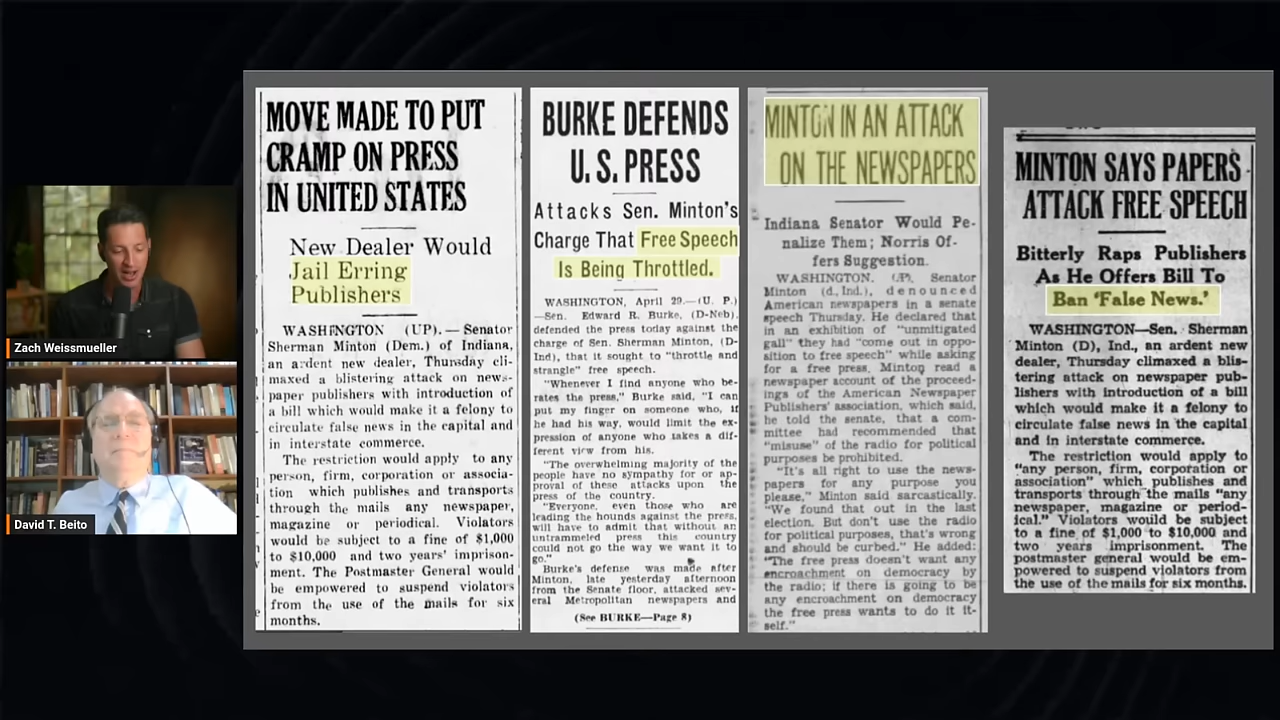 MOVE MADE TO PUT
CRAMP ON PRESS
IN UNITED STATES
New Dealer Would
Jail Erring
Publishers
WASHINGTON (UP).—Senator
Sherman Minton (Dem.) of Indiana,
an ardent new dealer, Thursday cli-
maxed a blistering attack on news-
paper publishers with introduction of
a bill which would make it a felony to
circulate false news in the capital and
in interstate commerce.
The restriction would apply to any
person, firm, corporation or associa-
tion which publishes and transports
through the mails any newspaper,
magazine or periodical. Violators
would be subject to a fine of $1,000
to $10,000 and two years' imprison-
ment. The Postmaster General would
be empowered to suspend violators
from the use of the mails for six
months.
BURKE DEFENDS
U. S. PRESS
Attacks Sen. Minton's
Charge That Free Speech
Is Being Throttled.
WASHINGTON, April 29.—(U. P.)
—Sen. Edward R. Burke, (D-Neb),
defended the press today against the
charge of Sen. Sherman Minton, (D-
Ind), that it sought to "throttle and
strangle" free speech.
"Whenever I find anyone who be-
rates the press," Burke said, "I can
put my finger on someone who, if
he had his way, would limit the ex-
pression of anyone who takes a dif-
ferent view from his.
"The overwhelming majority of the
people have no sympathy for or ap-
proval of these attacks upon the
press of the country.
"Everyone, even those who are
leading the hounds against the press,
will have to admit that without an
untrammeled press this country
could not go the way we want it to
go."
Burke's defense was made after
Minton, late yesterday afternoon
from the Senate floor, attacked sev-
eral Metropolitan newspapers and
(See BURKE—Page 8)
MINTON IN AN ATTACK
ON THE NEWSPAPERS
Indiana Senator Would Pe-
nalize Them; Norris Of-
fers Suggestion.
WASHINGTON. (UP). Senator
Minton (d., Ind.), denounced
American newspapers in a senate
speech Thursday. He declared that
in an exhibition of "unmitigated
gall" they had "come out in oppo-
sition to free speech" while asking
for a free press. Minton read a
newspaper account of the proceed-
ings of the American Newspaper
Publishers' association, which said,
he told the senate, that a com-
mittee had recommended that
"misuse" of the radio for political
purposes be prohibited.
"It's all right to use the news-
papers for any purpose you
please," Minton said sarcastically.
"We found that out in the last
election. But don't use the radio
for political purposes, that's wrong
and should be curbed." He added:
"The free press doesn't want any
encroachment on democracy by
the radio; if there is going to be
any encroachment on democracy
the free press wants to do it it-
self."
MINTON SAYS PAPERS
ATTACK FREE SPEECH
Bitterly Raps Publishers
As He Offers Bill To
Ban 'False News.'
WASHINGTON—Sen. Sherman
Minton (D), Ind., an ardent new
dealer, Thursday climaxed a blis-
tering attack on newspaper pub-
lishers with introduction of a bill
which would make it a felony to
circulate false news in the capital
and in interstate commerce.
The restriction would apply to
"any person, firm, corporation or
association" which publishes and
transports through the mails "any
newspaper, magazine or period-
ical." Violators would be subject
to a fine of $1,000 to $10,000 and
two years imprisonment. The
postmaster general would be em-
powered to suspend violators from
the use of the mails for six months.
Zach Weissmueller
David T. Beito